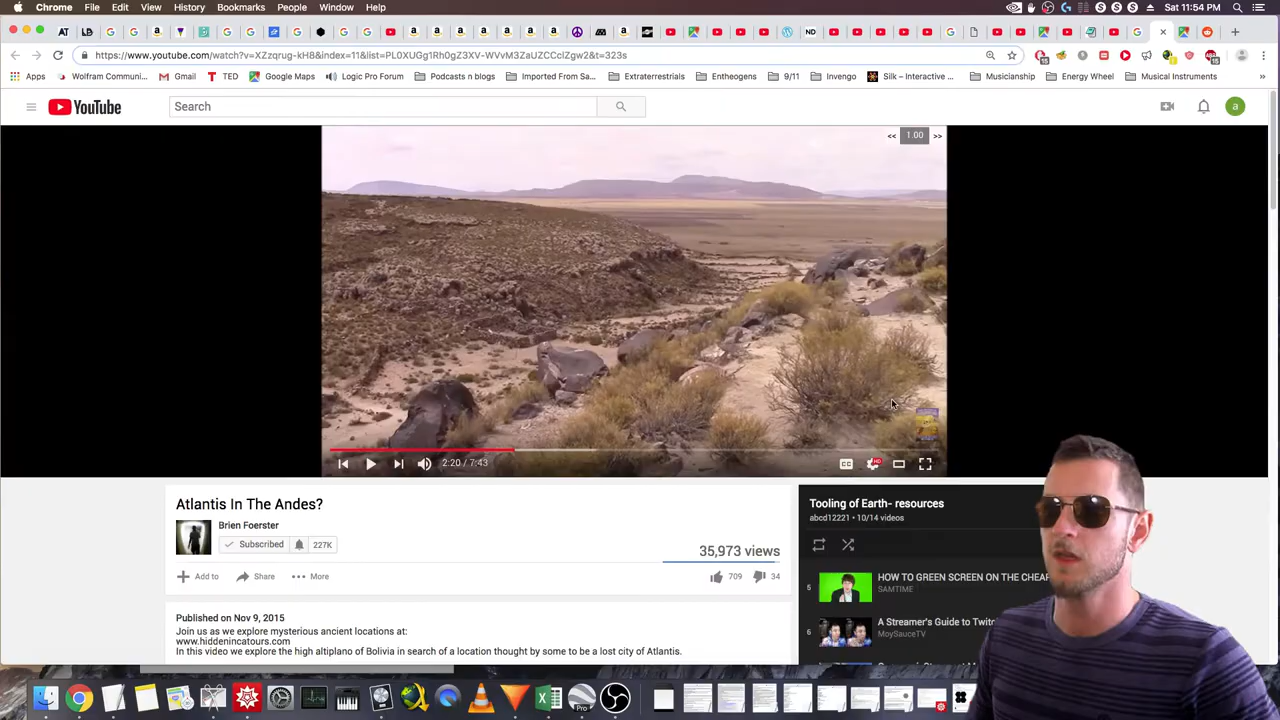 Chrome File Edit View History Bookmarks People Window Help Sat 11:54 PM
https://www.youtube.com/watch?v=XZzqrug-kH8&index=11&list=PL0XUGg1Rh0gZ3XV-WVvM3ZaUZCCclZgw2&t=323s
Apps Wolfram Communi... Gmail TED Google Maps Logic Pro Forum Podcasts n blogs Imported From Sa... Extraterrestrials Entheogens 9/11 Invengo Silk – Interactive ... Musicianship Energy Wheel Musical Instruments »
YouTube Search a
<< 1.00 >>
2:20 / 7:43 CC HD
Atlantis In The Andes?
Brien Foerster
Subscribed 227K
35,973 views
Add to Share More 709 34
Published on Nov 9, 2015
Join us as we explore mysterious ancient locations at:
www.hiddenincatours.com
In this video we explore the high altiplano of Bolivia in search of a location thought by some to be a lost city of Atlantis.
Tooling of Earth- resources
abcd12221 • 10/14 videos
5 HOW TO GREEN SCREEN ON THE CHEAP
SAMTIME
6 A Streamer's Guide to Twitc
MoySauceTV
Pro